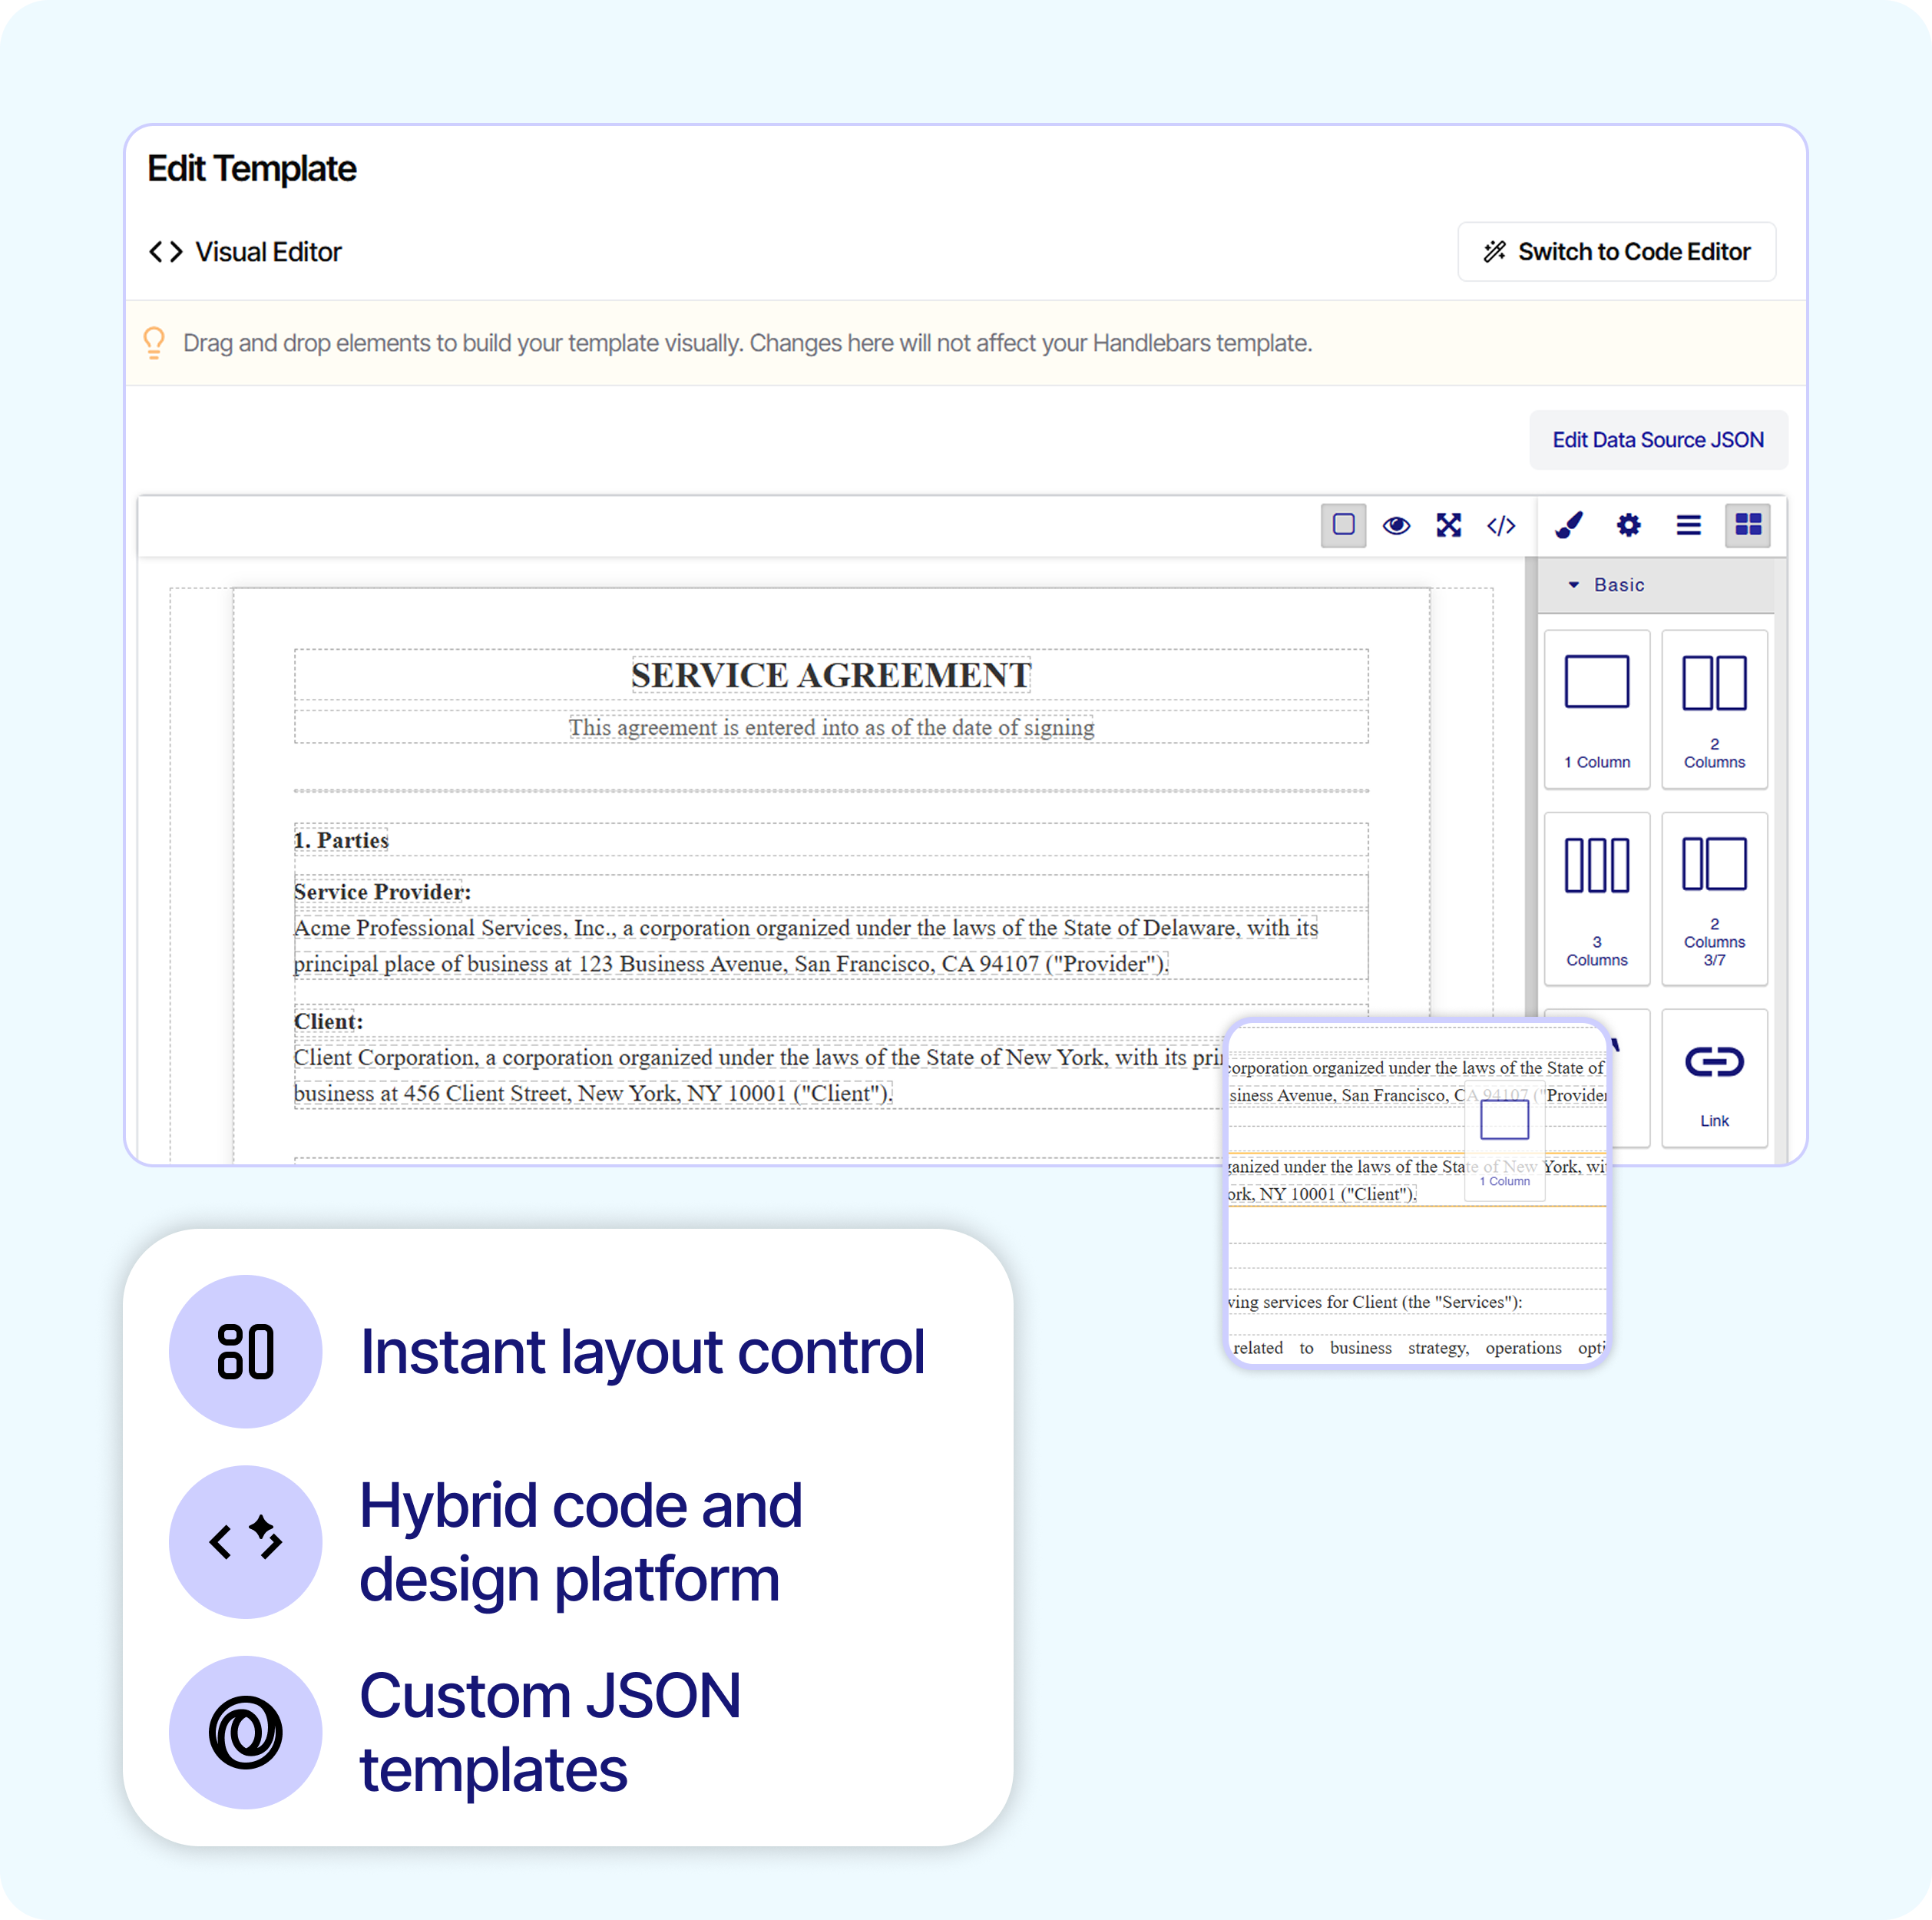 Edit Template
Visual Editor
Switch to Code Editor
Drag and drop elements to build your template visually. Changes here will not affect your Handlebars template.
Edit Data Source JSON
Basic
SERVICE AGREEMENT
This agreement is entered into as of the date of signing
1. Parties
Service Provider:
Acme Professional Services, Inc., a corporation organized under the laws of the State of Delaware, with its
principal place of business at 123 Business Avenue, San Francisco, CA 94107 ("Provider").
Client:
Client Corporation, a corporation organized under the laws of the State of New York, with its prin
business at 456 Client Street, New York, NY 10001 ("Client").
1 Column
2
Columns
3
Columns
2
Columns
3/7
Link
corporation organized under the laws of the State of
siness Avenue, San Francisco, CA 94107 ("Provider
ganized under the laws of the State of New York, wi
1 Column
ork, NY 10001 ("Client").
ving services for Client (the "Services"):
related to business strategy, operations opti
Instant layout control
Hybrid code and
design platform
Custom JSON
templates